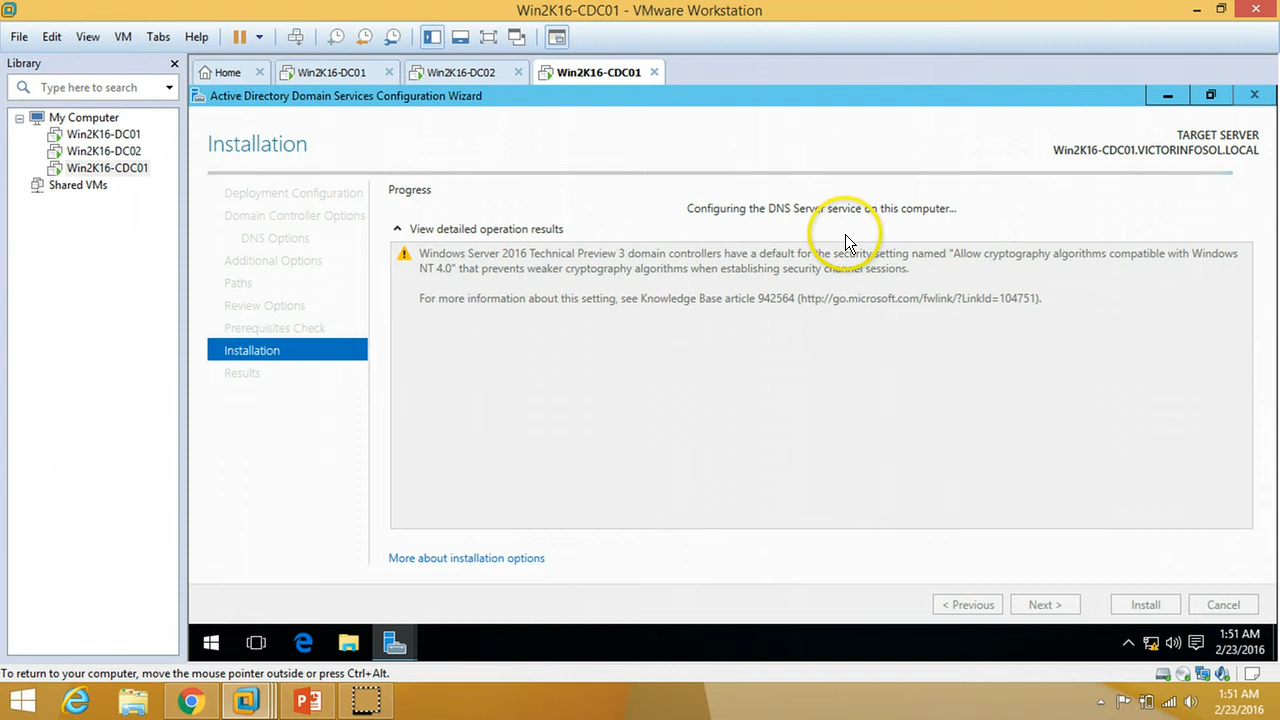 Win2K16-CDC01 - VMware Workstation
File Edit View VM Tabs Help
Library
Type here to search
My Computer
Win2K16-DC01
Win2K16-DC02
Win2K16-CDC01
Shared VMs
Home Win2K16-DC01 Win2K16-DC02 Win2K16-CDC01
Active Directory Domain Services Configuration Wizard
Installation
TARGET SERVER
Win2K16-CDC01.VICTORINFOSOL.LOCAL
Deployment Configuration
Domain Controller Options
DNS Options
Additional Options
Paths
Review Options
Prerequisites Check
Installation
Results
Progress
Configuring the DNS Server service on this computer...
View detailed operation results
Windows Server 2016 Technical Preview 3 domain controllers have a default for the security setting named "Allow cryptography algorithms compatible with Windows
NT 4.0" that prevents weaker cryptography algorithms when establishing security channel sessions.
For more information about this setting, see Knowledge Base article 942564 (http://go.microsoft.com/fwlink/?LinkId=104751).
More about installation options
< Previous Next > Install Cancel
1:51 AM
2/23/2016
To return to your computer, move the mouse pointer outside or press Ctrl+Alt.
1:51 AM
2/23/2016